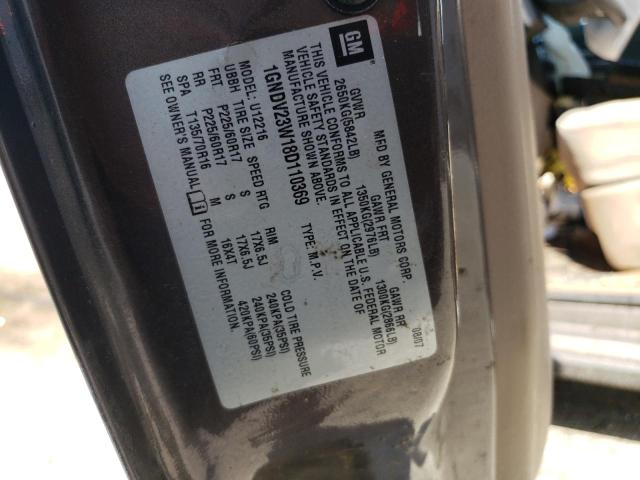 GM
MFD BY GENERAL MOTORS CORP 08/07
GVWR GAWR FRT GAWR RR
2650KG(5842LB) 1350KG(2976LB) 1300KG(2866LB)
THIS VEHICLE CONFORMS TO ALL APPLICABLE U.S. FEDERAL MOTOR
VEHICLE SAFETY STANDARDS IN EFFECT ON THE DATE OF
MANUFACTURE SHOWN ABOVE.
1GNDV23W18D110369 TYPE: M.P.V.
MODEL: U12216
UBBH TIRE SIZE SPEED RTG RIM COLD TIRE PRESSURE
FRT P225/60R17 S 17X6.5J 240KPA(35PSI)
RR P225/60R17 S 17X6.5J 240KPA(35PSI)
SPA T135/70R16 M 16X4T 420KPA(60PSI)
SEE OWNER'S MANUAL i FOR MORE INFORMATION.